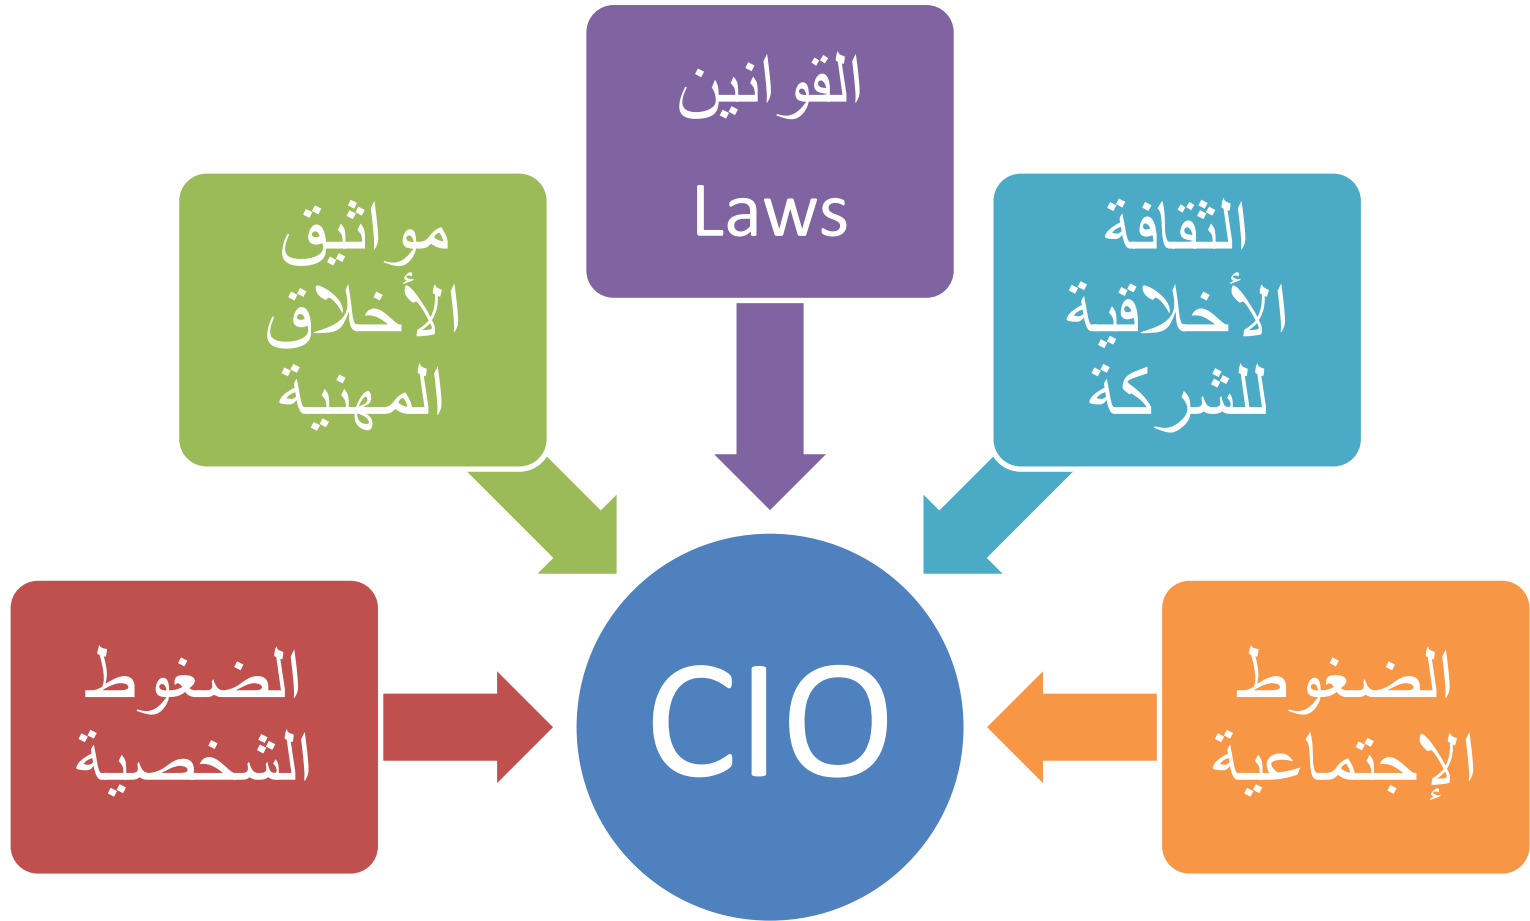 القوانين
Laws
الثقافة
الأخلاقية
للشركة
مواثيق
الأخلاق
المهنية
الضغوط
الإجتماعية
CIO
الضغوط
الشخصية